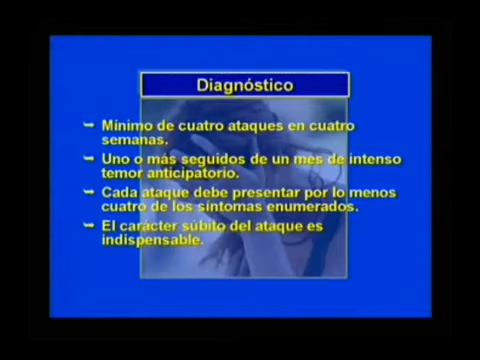 Diagnóstico
Mínimo de cuatro ataques en cuatro
semanas.
Uno o más seguidos de un mes de intenso
temor anticipatorio.
Cada ataque debe presentar por lo menos
cuatro de los síntomas enumerados.
El carácter súbito del ataque es
indispensable.